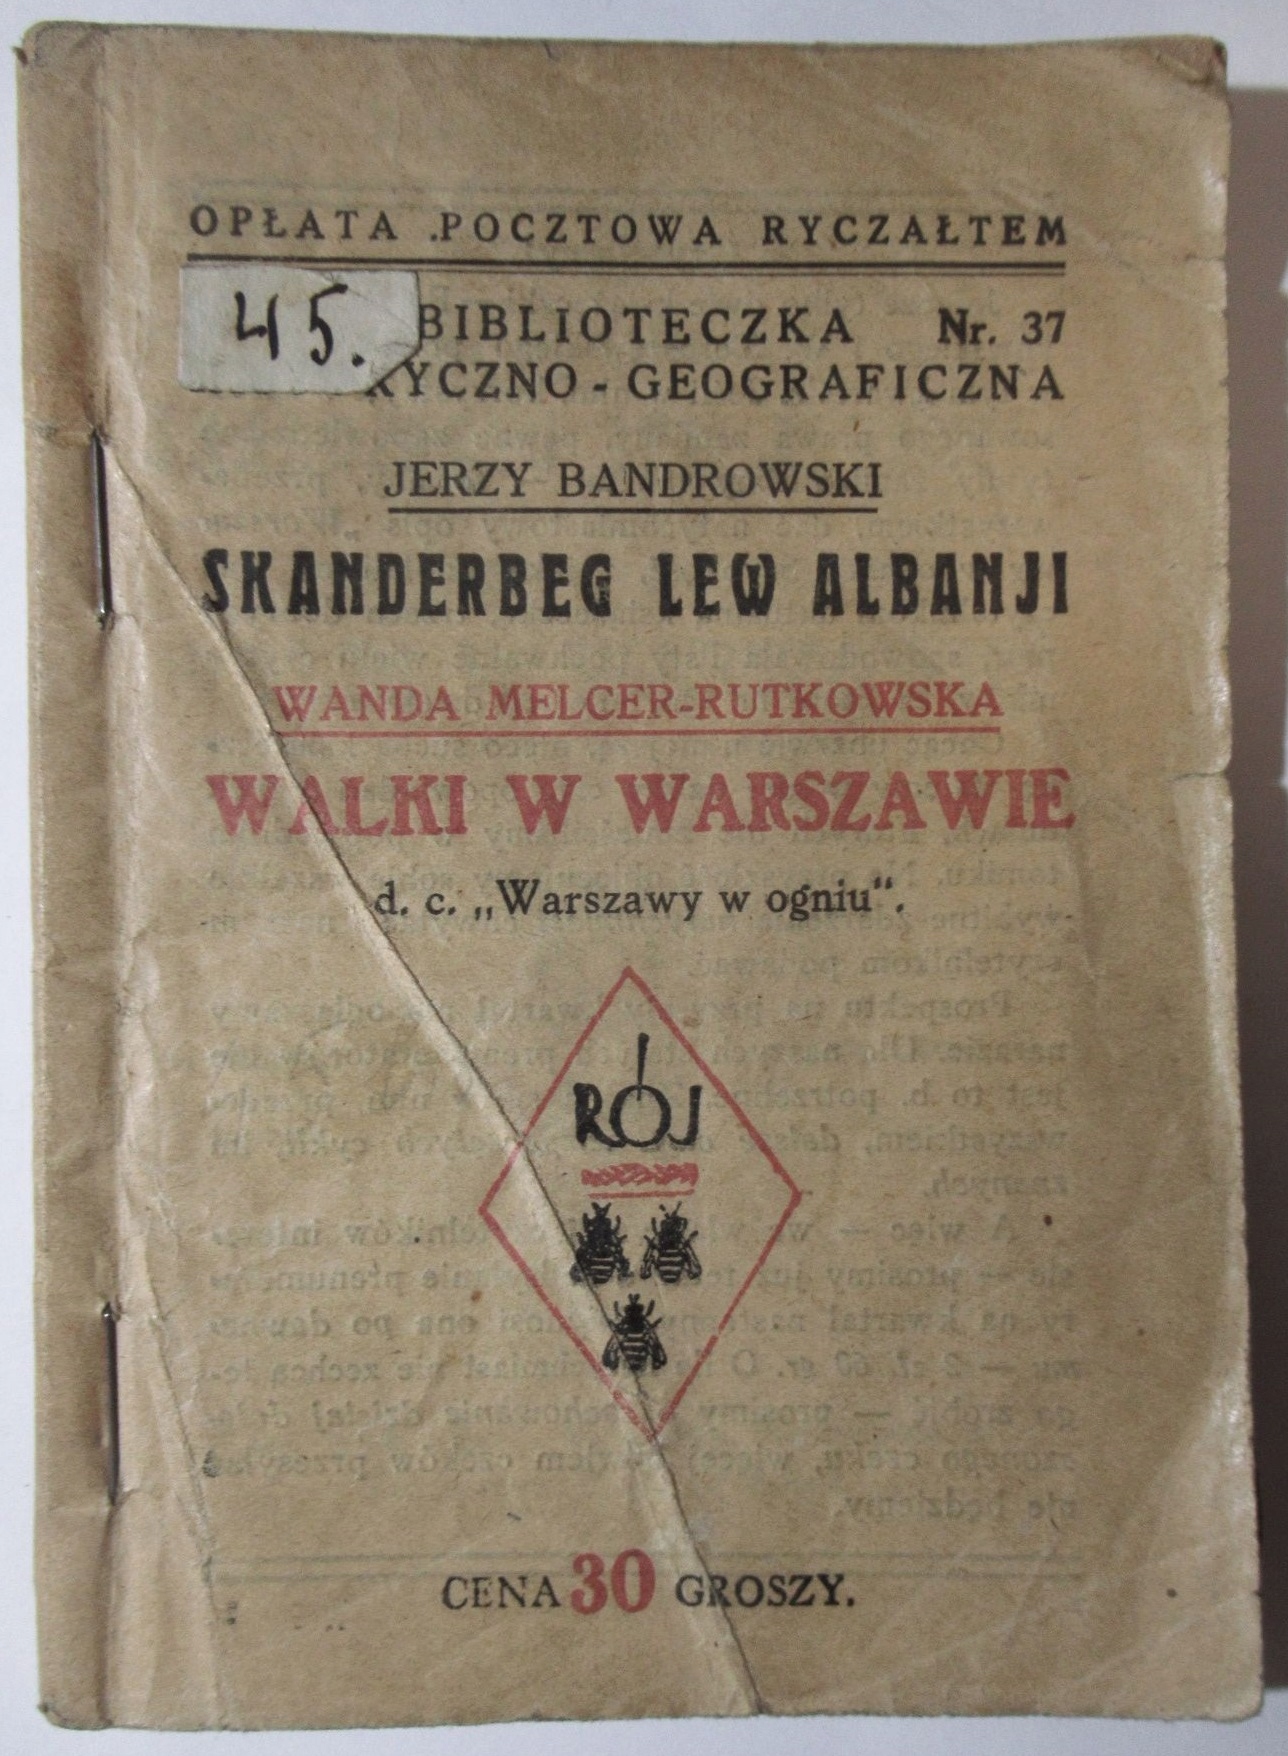 OPŁATA POCZTOWA RYCZAŁTEM
45.
BIBLIOTECZKA Nr. 37
RYCZNO-GEOGRAFICZNA
JERZY BANDROWSKI
SKANDERBEG LEW ALBANJI
WANDA MELCER-RUTKOWSKA
WALKI W WARSZAWIE
d. c. „Warszawy w ogniu“.
RÓJ
CENA 30 GROSZY.